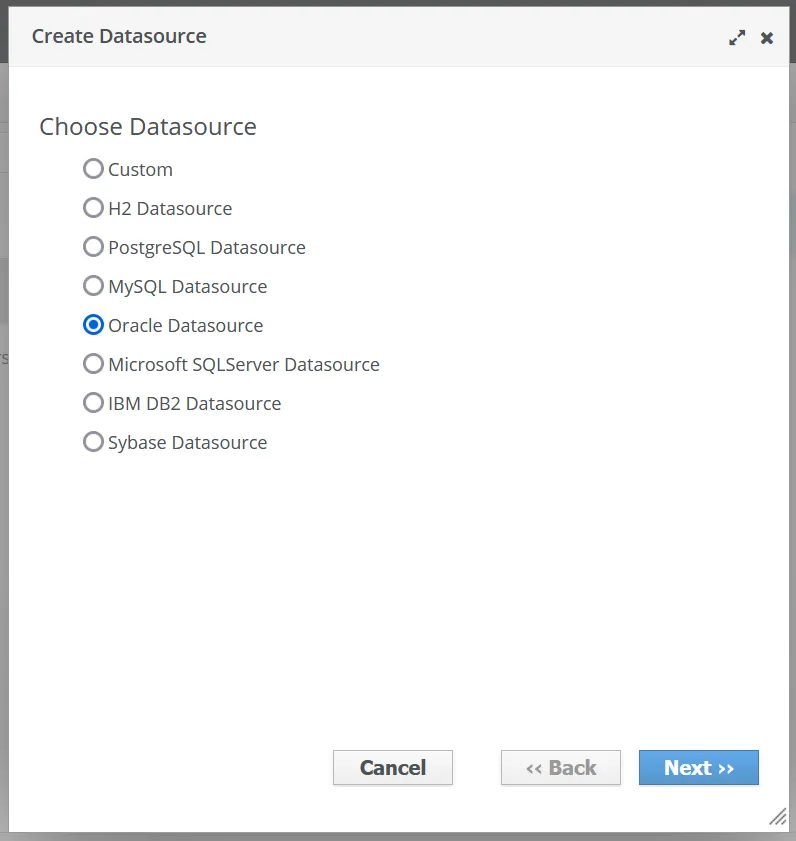 Create Datasource
Choose Datasource
Custom
H2 Datasource
PostgreSQL Datasource
MySQL Datasource
Oracle Datasource
Microsoft SQLServer Datasource
IBM DB2 Datasource
Sybase Datasource
Cancel
‹‹ Back
Next ››